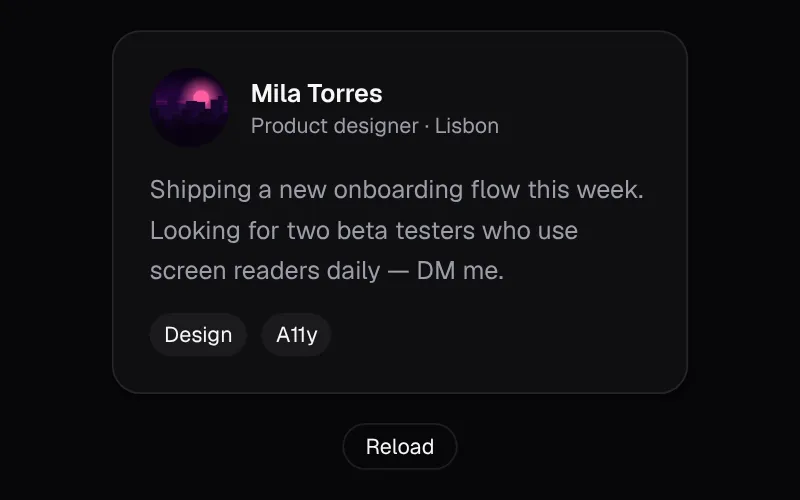 Mila Torres
Product designer · Lisbon
Shipping a new onboarding flow this week.
Looking for two beta testers who use
screen readers daily — DM me.
Design
A11y
Reload